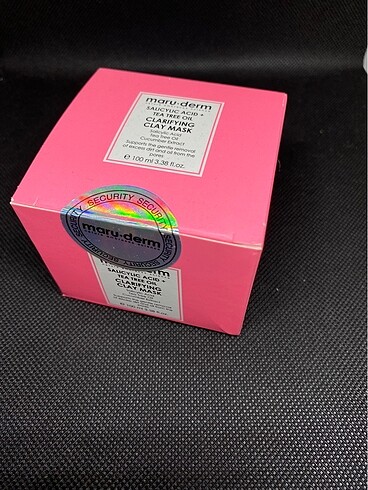 maru·derm
SALICYLIC ACID +
TEA TREE OIL
CLARIFYING
CLAY MASK
Salicylic Acid
Tea Tree Oil
Cucumber Extract
Supports the gentle removal
of excess dirt and oil from the
pores.
e 100 ml 3.38 fl.oz.
SECURITY SECURITY SECURITY
maru·derm
SALICYLIC ACID +
TEA TREE OIL
CLARIFYING
CLAY MASK